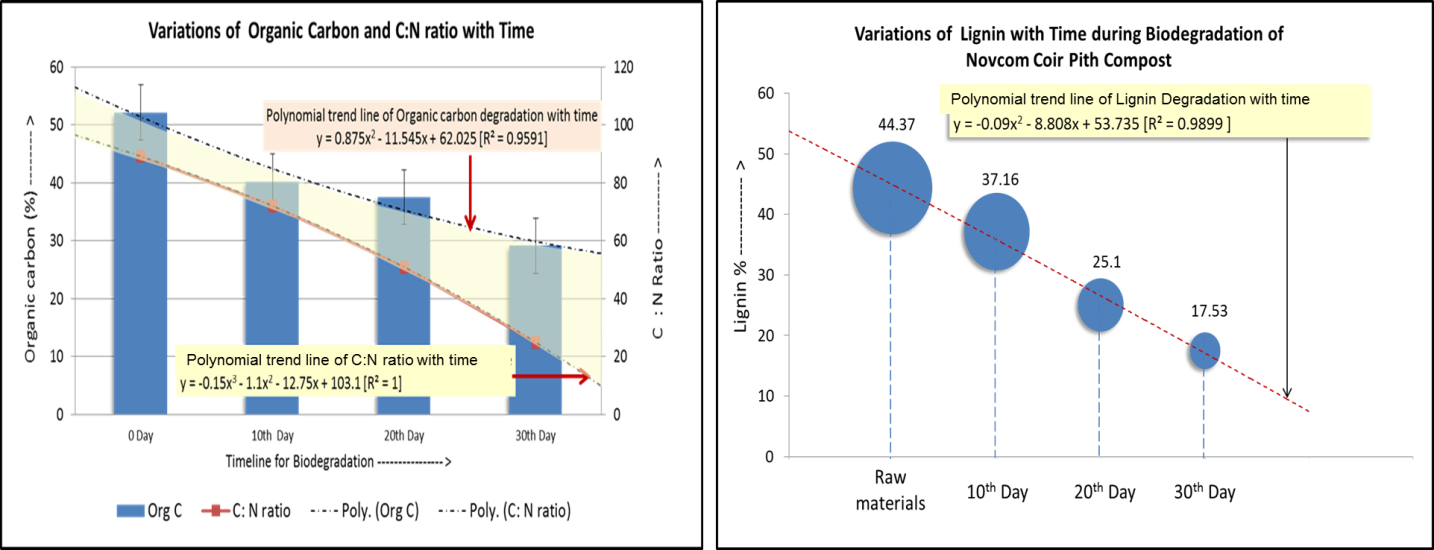 Variations of Organic Carbon and C:N ratio with Time
60
50
40
30
20
10
0
Organic carbon (%) -------->
120
100
80
60
40
20
0
C : N Ratio ---------->
Polynomial trend line of Organic carbon degradation with time
y = 0.875x² - 11.545x + 62.025 [R² = 0.9591]
Polynomial trend line of C:N ratio with time
y = -0.15x³ - 1.1x² - 12.75x + 103.1 [R² = 1]
0 Day
10th Day
20th Day
30th Day
Timeline for Biodegradation --------------->
Org C
C: N ratio
Poly. (Org C)
Poly. (C: N ratio)
Variations of Lignin with Time during Biodegradation of
Novcom Coir Pith Compost
60
50
40
30
20
10
0
Lignin % ----------->
Polynomial trend line of Lignin Degradation with time
y = -0.09x² - 8.808x + 53.735 [R² = 0.9899 ]
44.37
37.16
25.1
17.53
Raw
materials
10th Day
20th Day
30th Day